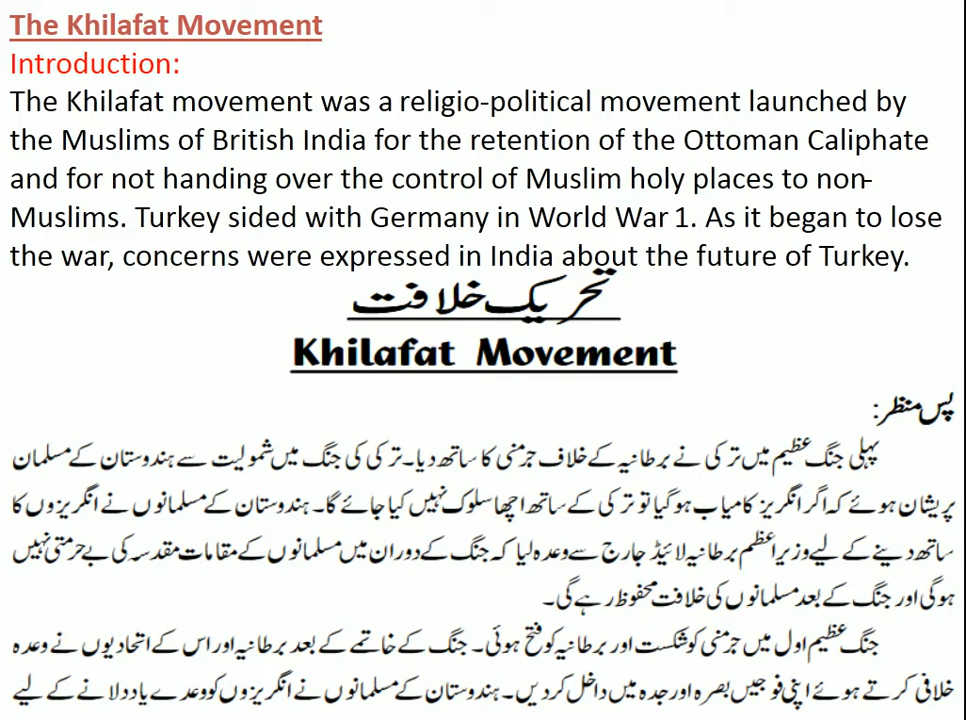 The Khilafat Movement
Introduction:
The Khilafat movement was a religio-political movement launched by
the Muslims of British India for the retention of the Ottoman Caliphate
and for not handing over the control of Muslim holy places to non-
Muslims. Turkey sided with Germany in World War 1. As it began to lose
the war, concerns were expressed in India about the future of Turkey.
تحریک خلافت
Khilafat Movement
پس منظر:
پہلی جنگ عظیم میں ترکی نے برطانیہ کے خلاف جرمنی کا ساتھ دیا۔ ترکی کی جنگ میں شمولیت سے ہندوستان کے مسلمان
پریشان ہوئے کہ اگر انگریز کامیاب ہو گیا تو ترکی کے ساتھ اچھا سلوک نہیں کیا جائے گا۔ ہندوستان کے مسلمانوں نے انگریزوں کا
ساتھ دینے کے لیے وزیر اعظم برطانیہ لائیڈ جارج سے وعدہ لیا کہ جنگ کے دوران میں مسلمانوں کے مقامات مقدسہ کی بے حرمتی نہیں
ہوگی اور جنگ کے بعد مسلمانوں کی خلافت محفوظ رہے گی۔
جنگ عظیم اول میں جرمنی کو شکست اور برطانیہ کو فتح ہوئی۔ جنگ کے خاتمے کے بعد برطانیہ اور اس کے اتحادیوں نے وعدہ
خلافی کرتے ہوئے اپنی فوجیں بصرہ اور جدہ میں داخل کر دیں۔ ہندوستان کے مسلمانوں نے انگریزوں کو وعدے یاد دلانے کے لیے